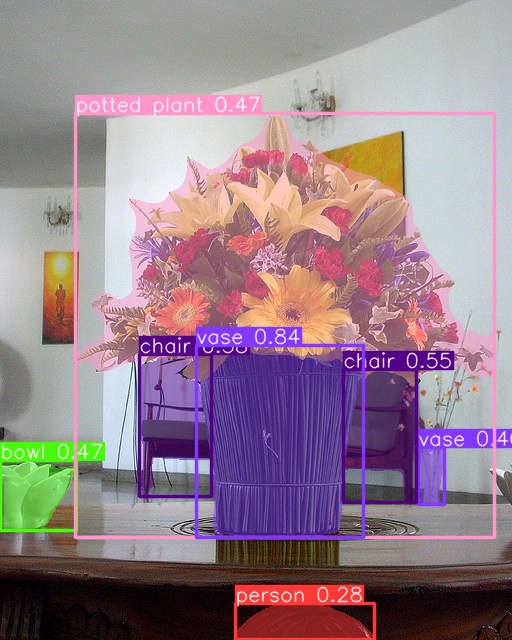 potted plant 0.47
vase 0.84
chair
chair 0.55
vase 0.40
bowl 0.47
person 0.28